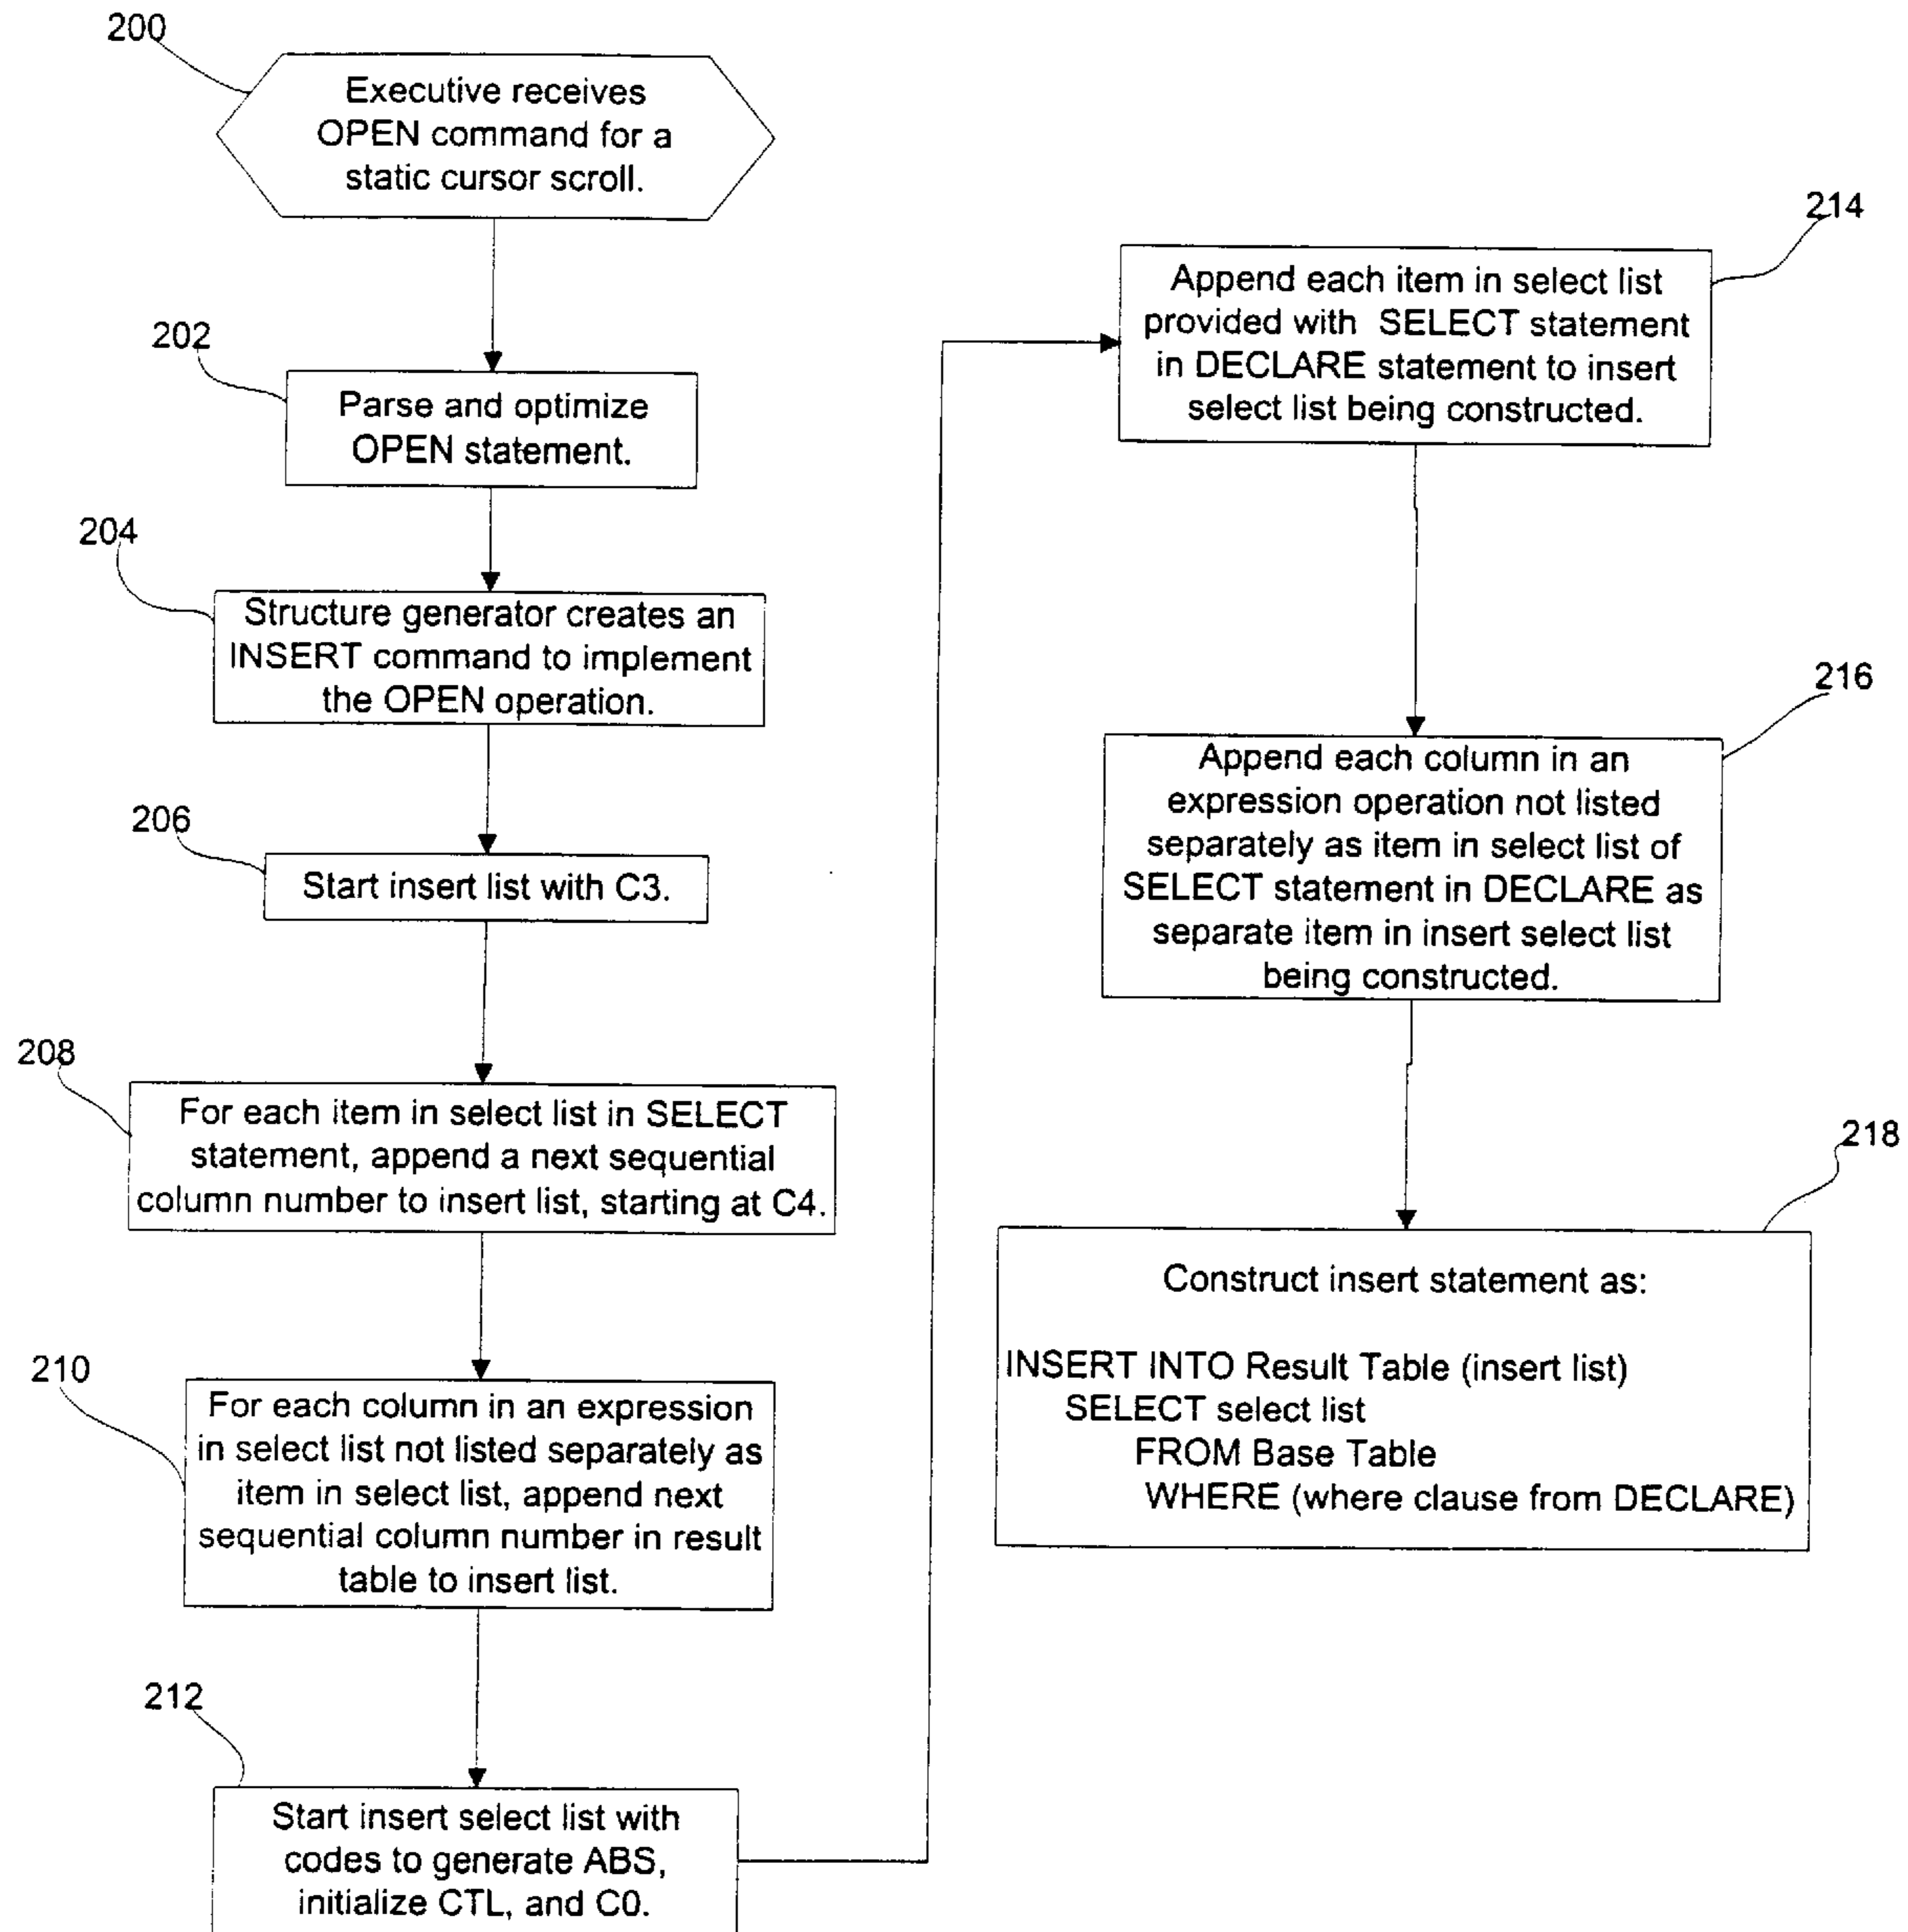 200
Executive receives
OPEN command for a
static cursor scroll.
202
Parse and optimize
OPEN statement.
204
Structure generator creates an
INSERT command to implement
the OPEN operation.
206
Start insert list with C3.
208
For each item in select list in SELECT
statement, append a next sequential
column number to insert list, starting at C4.
210
For each column in an expression
in select list not listed separately as
item in select list, append next
sequential column number in result
table to insert list.
212
Start insert select list with
codes to generate ABS,
initialize CTL, and C0.
214
Append each item in select list
provided with SELECT statement
in DECLARE statement to insert
select list being constructed.
216
Append each column in an
expression operation not listed
separately as item in select list of
SELECT statement in DECLARE as
separate item in insert select list
being constructed.
218
Construct insert statement as:
INSERT INTO Result Table (insert list)
SELECT select list
FROM Base Table
WHERE (where clause from DECLARE)